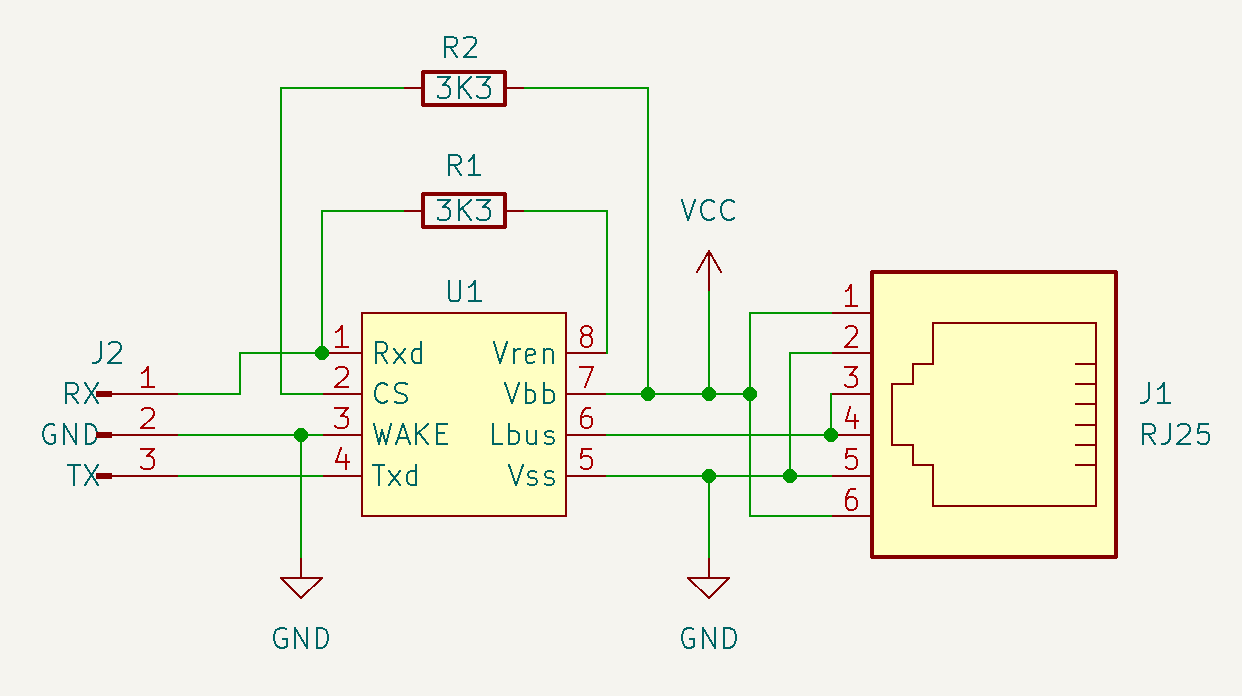 R2
3K3
R1
3K3
VCC
U1
J2
RX 1
GND 2
TX 3
1 Rxd Vren 8
2 CS Vbb 7
3 WAKE Lbus 6
4 Txd Vss 5
1
2
3
4
5
6
J1
RJ25
GND
GND